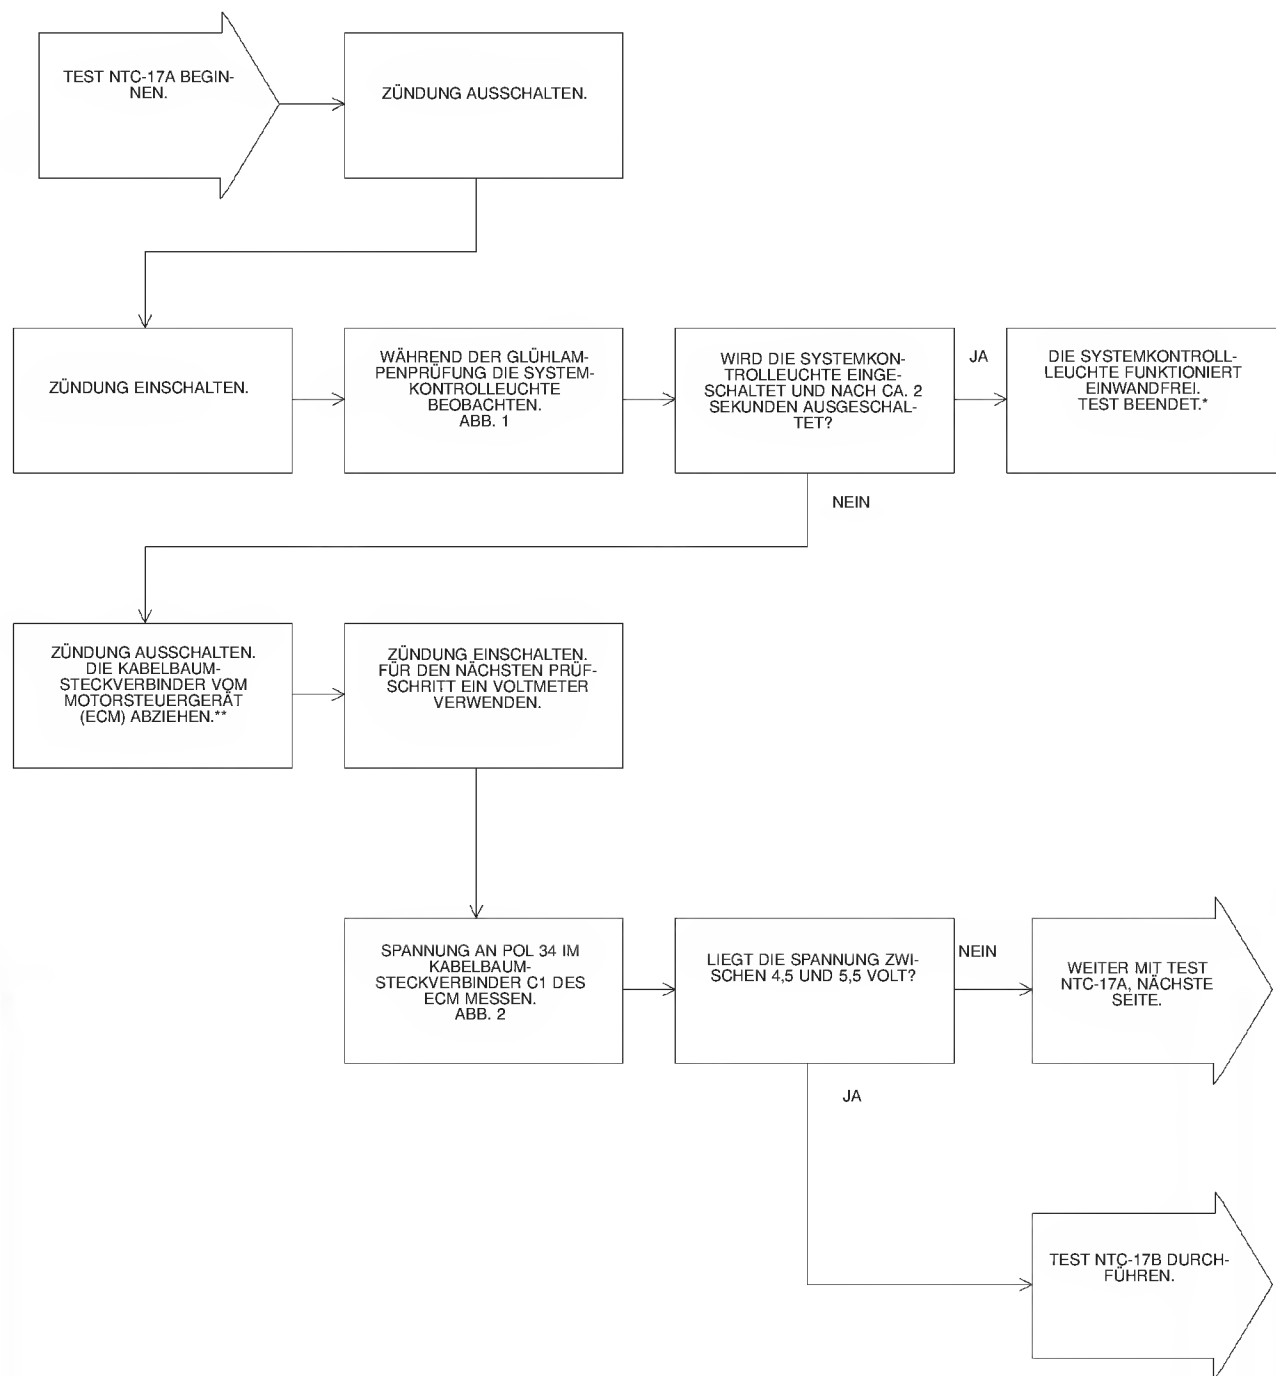 TEST NTC-17A BEGIN-
NEN.
ZÜNDUNG AUSSCHALTEN.
ZÜNDUNG EINSCHALTEN.
WÄHREND DER GLÜHLAM-
PENPRÜFUNG DIE SYSTEM-
KONTROLLEUCHTE
BEOBACHTEN.
ABB. 1
WIRD DIE SYSTEMKON-
TROLLEUCHTE EINGE-
SCHALTET UND NACH CA. 2
SEKUNDEN AUSGESCHAL-
TET?
JA
DIE SYSTEMKONTROLL-
LEUCHTE FUNKTIONIERT
EINWANDFREI.
TEST BEENDET.*
NEIN
ZÜNDUNG AUSSCHALTEN.
DIE KABELBAUM-
STECKVERBINDER VOM
MOTORSTEUERGERÄT
(ECM) ABZIEHEN.**
ZÜNDUNG EINSCHALTEN.
FÜR DEN NÄCHSTEN PRÜF-
SCHRITT EIN VOLTMETER
VERWENDEN.
SPANNUNG AN POL 34 IM
KABELBAUM-
STECKVERBINDER C1 DES
ECM MESSEN.
ABB. 2
LIEGT DIE SPANNUNG ZWI-
SCHEN 4,5 UND 5,5 VOLT?
NEIN
WEITER MIT TEST
NTC-17A, NÄCHSTE
SEITE.
JA
TEST NTC-17B DURCH-
FÜHREN.